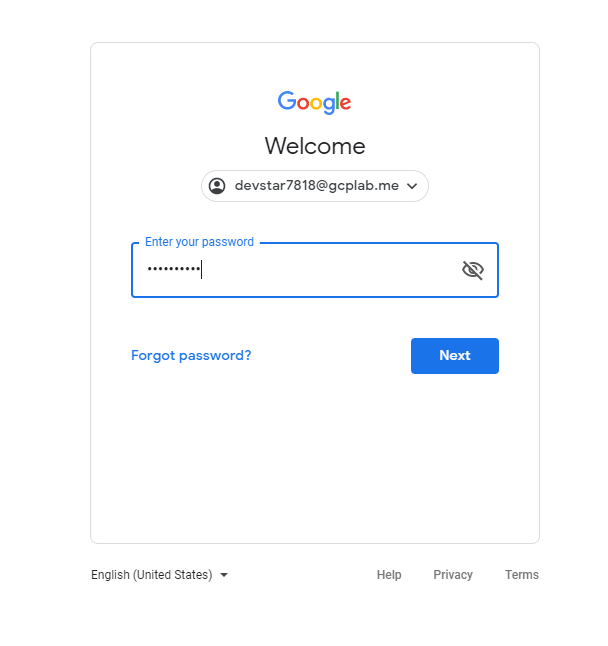 Google
Welcome
devstar7818@gcplab.me
Enter your password
••••••••••
Forgot password?
Next
English (United States)
Help Privacy Terms